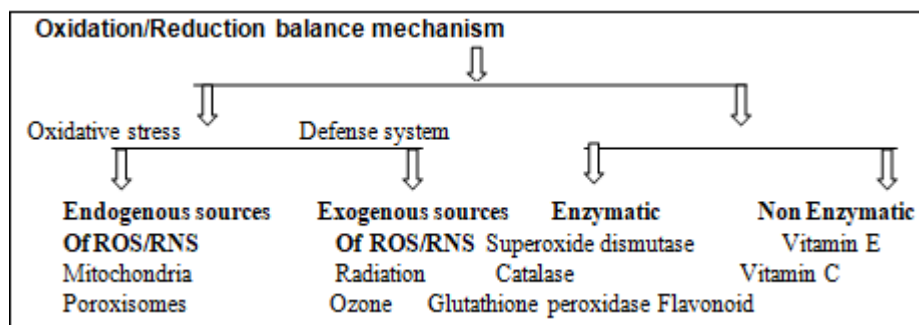 Oxidation/Reduction balance mechanism
Oxidative stress Defense system
Endogenous sources Exogenous sources Enzymatic Non Enzymatic
Of ROS/RNS Of ROS/RNS Superoxide dismutase Vitamin E
Mitochondria Radiation Catalase Vitamin C
Poroxisomes Ozone Glutathione peroxidase Flavonoid